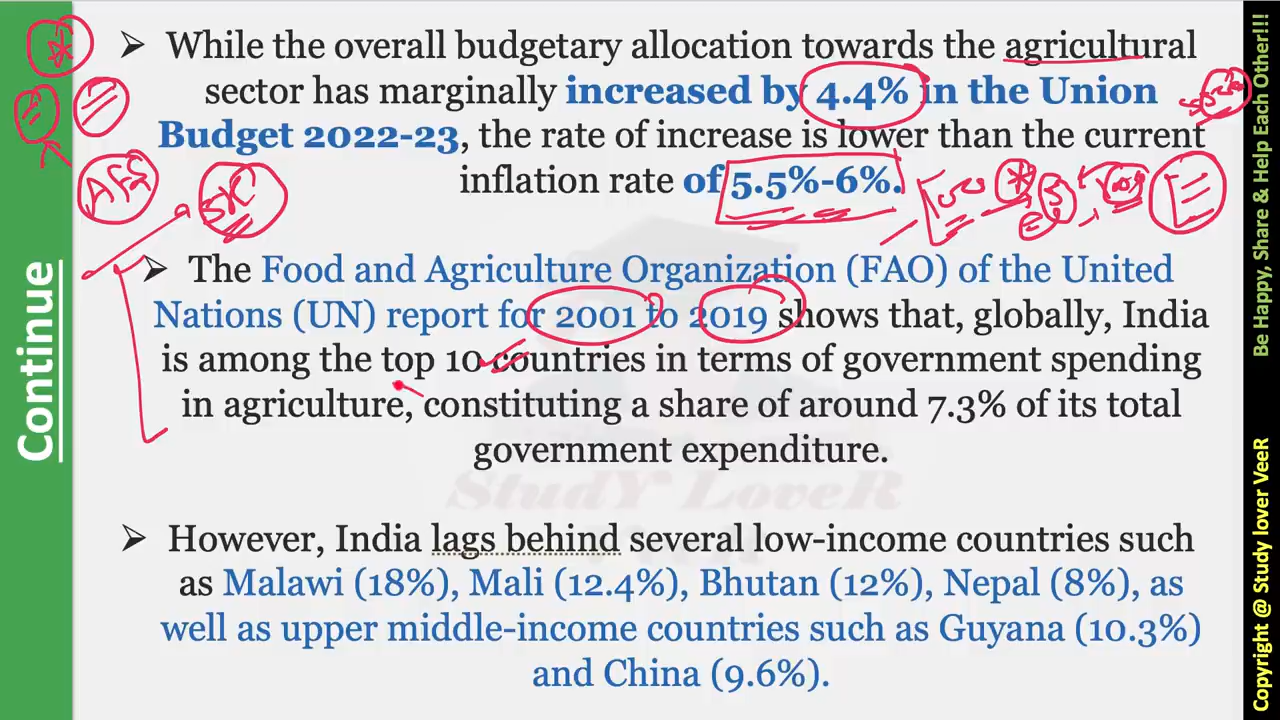 While the overall budgetary allocation towards the agricultural
sector has marginally increased by 4.4% in the Union
Budget 2022-23, the rate of increase is lower than the current
inflation rate of 5.5%-6%.
The Food and Agriculture Organization (FAO) of the United
Nations (UN) report for 2001 to 2019 shows that, globally, India
is among the top 10 countries in terms of government spending
in agriculture, constituting a share of around 7.3% of its total
government expenditure.
However, India lags behind several low-income countries such
as Malawi (18%), Mali (12.4%), Bhutan (12%), Nepal (8%), as
well as upper middle-income countries such as Guyana (10.3%)
and China (9.6%).
Continue
StudY LoveR
Be Happy, Share & Help Each Other!!!
Copyright @ Study lover VeeR